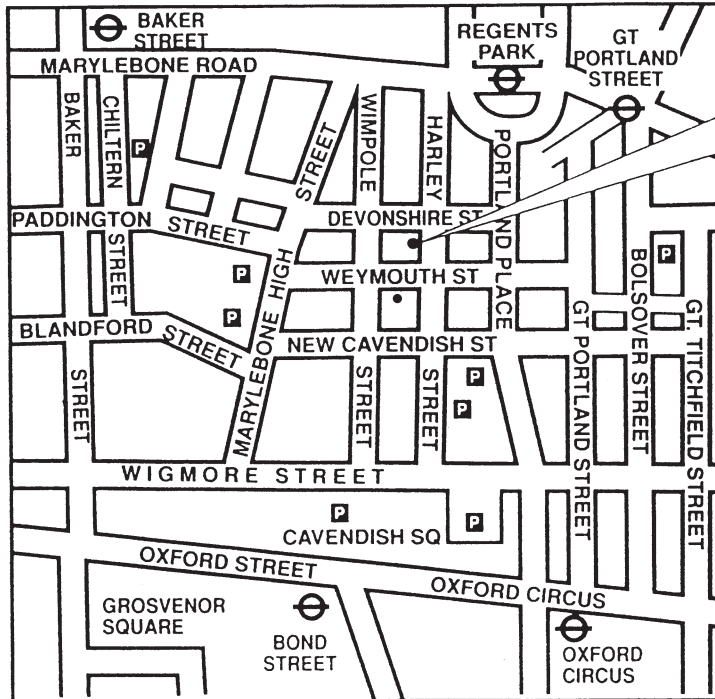 BAKER
STREET
REGENTS
PARK
GT
PORTLAND
STREET
MARYLEBONE ROAD
BAKER
STREET
CHILTERN
STREET
P
STREET
WIMPOLE
STREET
HARLEY
STREET
PORTLAND PLACE
PADDINGTON STREET
DEVONSHIRE ST
WEYMOUTH ST
MARYLEBONE HIGH
P
P
P
BOLSOVER STREET
GT. TITCHFIELD STREET
GT PORTLAND STREET
BLANDFORD STREET
NEW CAVENDISH ST
P
P
WIGMORE STREET
P
P
CAVENDISH SQ
OXFORD STREET
OXFORD CIRCUS
GROSVENOR
SQUARE
BOND
STREET
OXFORD
CIRCUS